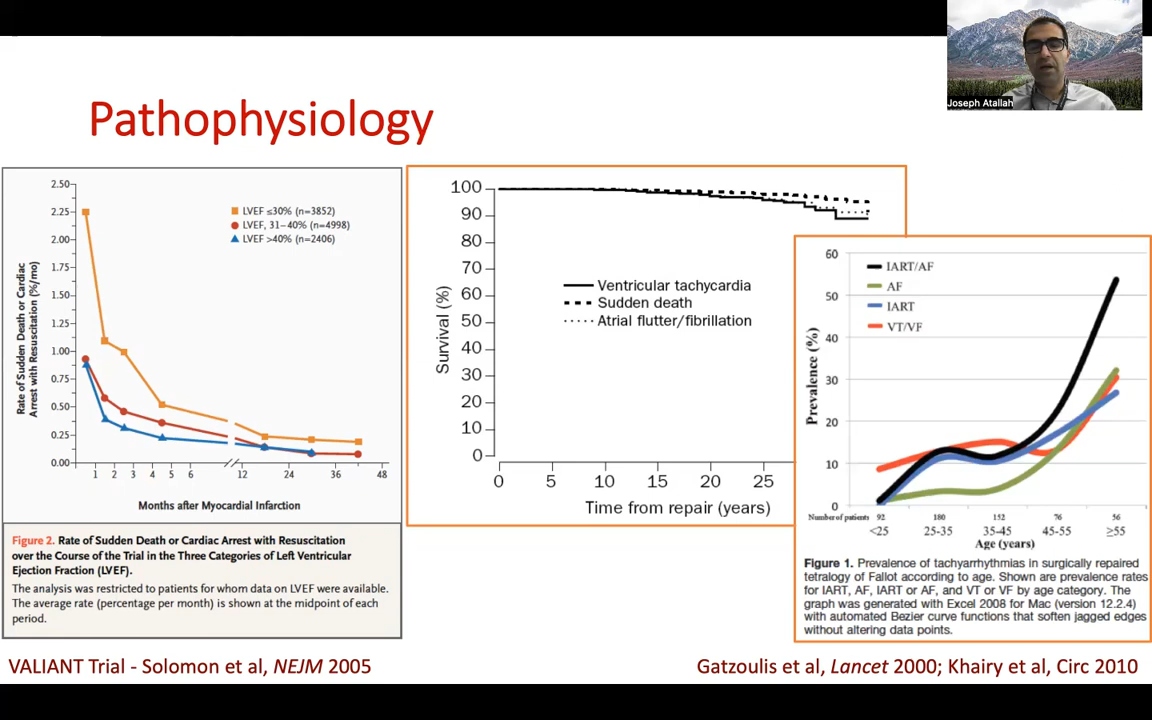 Joseph Atallah
Pathophysiology
2.50
2.25
2.00
1.75
1.50
1.25
1.00
0.75
0.50
0.25
0.00
Rate of Sudden Death or Cardiac
Arrest with Resuscitation (%/mo)
LVEF ≤30% (n=3852)
LVEF, 31–40% (n=4998)
LVEF >40% (n=2406)
1 2 3 4 5 6 12 24 36 48
Months after Myocardial Infarction
Figure 2. Rate of Sudden Death or Cardiac Arrest with Resuscitation
over the Course of the Trial in the Three Categories of Left Ventricular
Ejection Fraction (LVEF).
The analysis was restricted to patients for whom data on LVEF were available.
The average rate (percentage per month) is shown at the midpoint of each
period.
100
90
80
70
60
50
40
30
20
10
0
Survival (%)
Ventricular tachycardia
Sudden death
Atrial flutter/fibrillation
0 5 10 15 20 25
Time from repair (years)
60
50
40
30
20
10
0
Prevalence (%)
IART/AF
AF
IART
VT/VF
Number of patients 92 180 152 76 56
<25 25-35 35-45 45-55 ≥55
Age (years)
Figure 1. Prevalence of tachyarrhythmias in surgically repaired
tetralogy of Fallot according to age. Shown are prevalence rates
for IART, AF, IART or AF, and VT or VF by age category. The
graph was generated with Excel 2008 for Mac (version 12.2.4)
with automated Bezier curve functions that soften jagged edges
without altering data points.
VALIANT Trial - Solomon et al, NEJM 2005
Gatzoulis et al, Lancet 2000; Khairy et al, Circ 2010